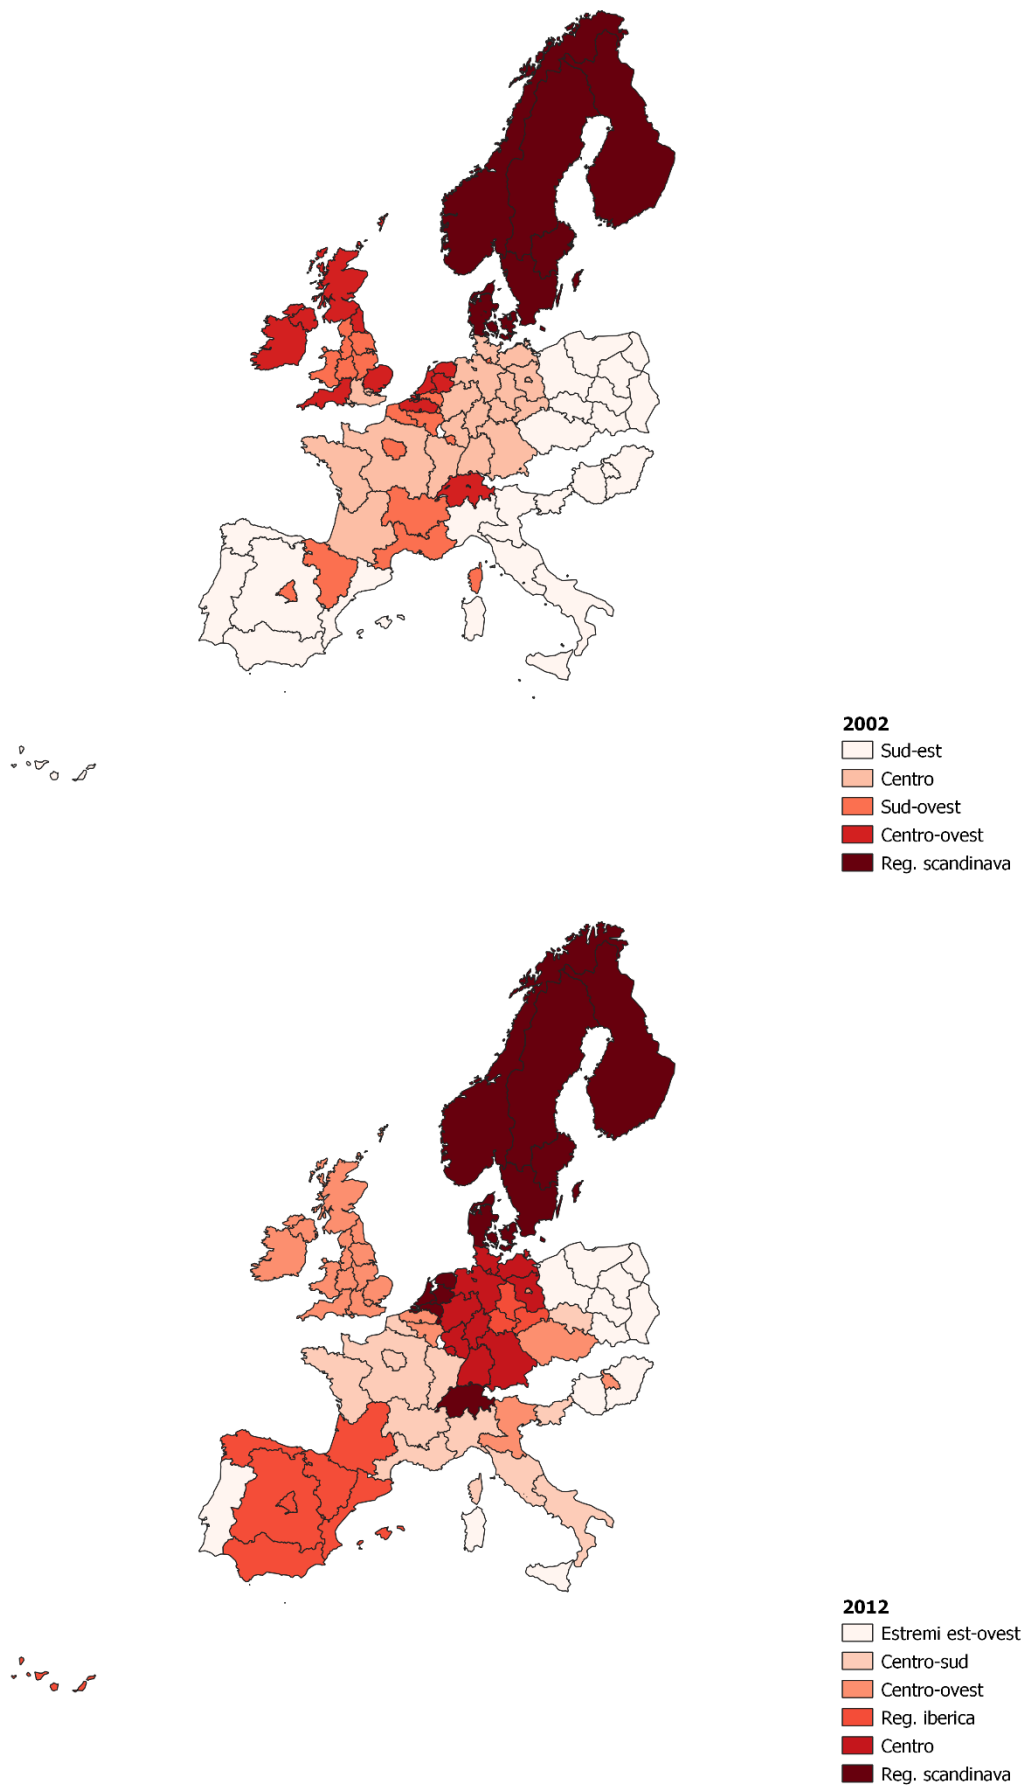 2002
Sud-est
Centro
Sud-ovest
Centro-ovest
Reg. scandinava
2012
Estremi est-ovest
Centro-sud
Centro-ovest
Reg. iberica
Centro
Reg. scandinava